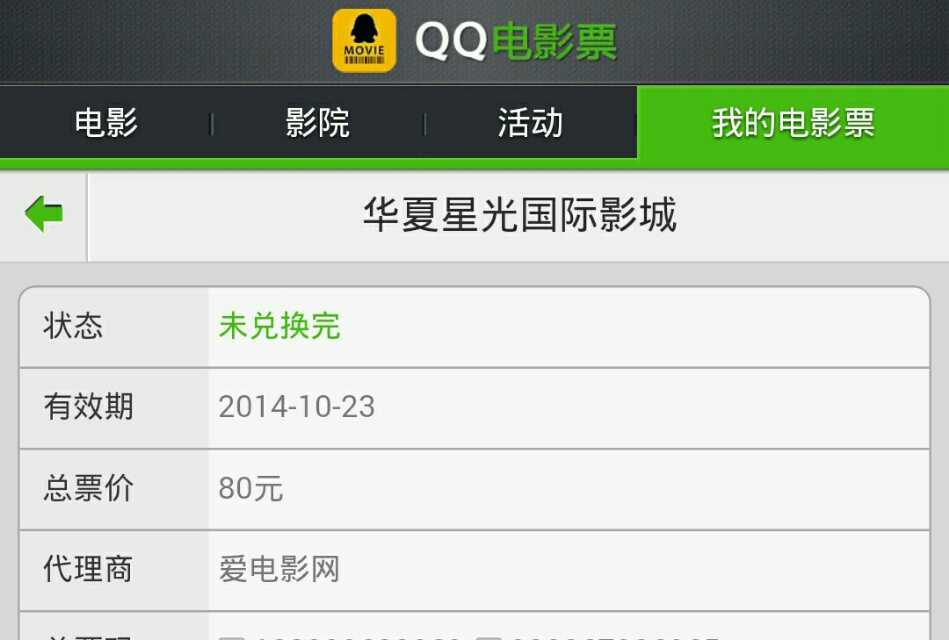 MOVIE
QQ电影票
电影 | 影院 | 活动 我的电影票
华夏星光国际影城
状态 未兑换完
有效期 2014-10-23
总票价 80元
代理商 爱电影网